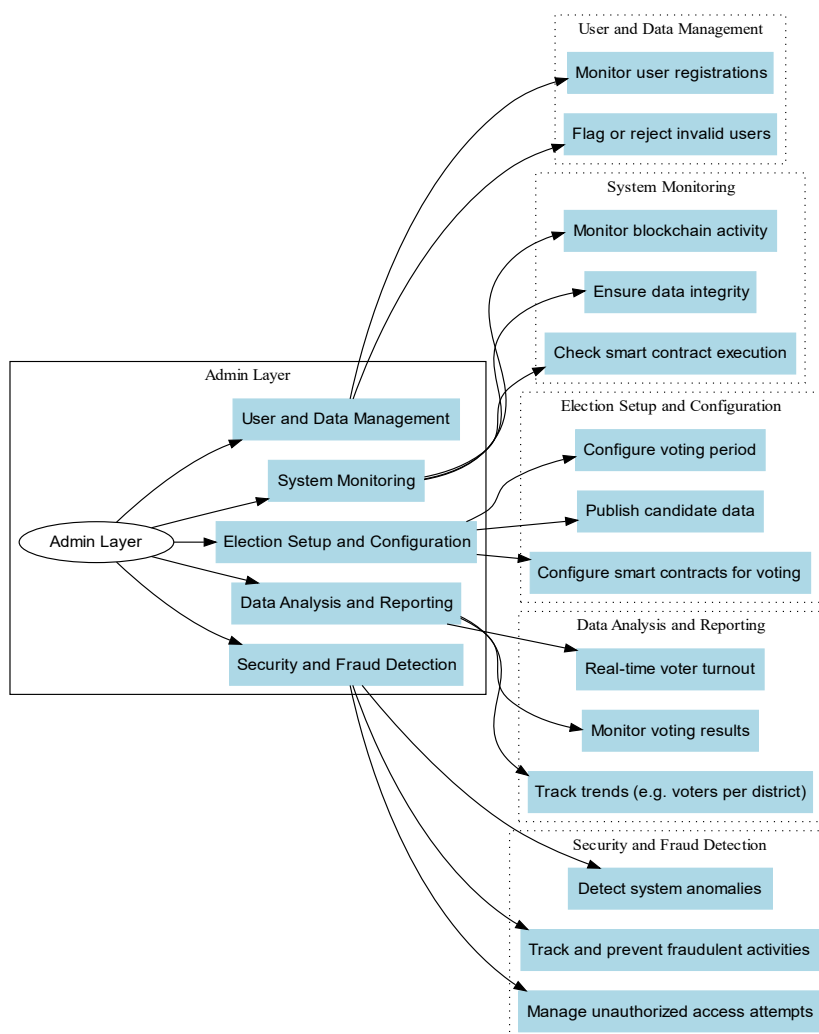 User and Data Management
Monitor user registrations
Flag or reject invalid users
System Monitoring
Monitor blockchain activity
Ensure data integrity
Check smart contract execution
Admin Layer
User and Data Management
System Monitoring
Election Setup and Configuration
Admin Layer
Data Analysis and Reporting
Security and Fraud Detection
Election Setup and Configuration
Configure voting period
Publish candidate data
Configure smart contracts for voting
Data Analysis and Reporting
Real-time voter turnout
Monitor voting results
Track trends (e.g. voters per district)
Security and Fraud Detection
Detect system anomalies
Track and prevent fraudulent activities
Manage unauthorized access attempts